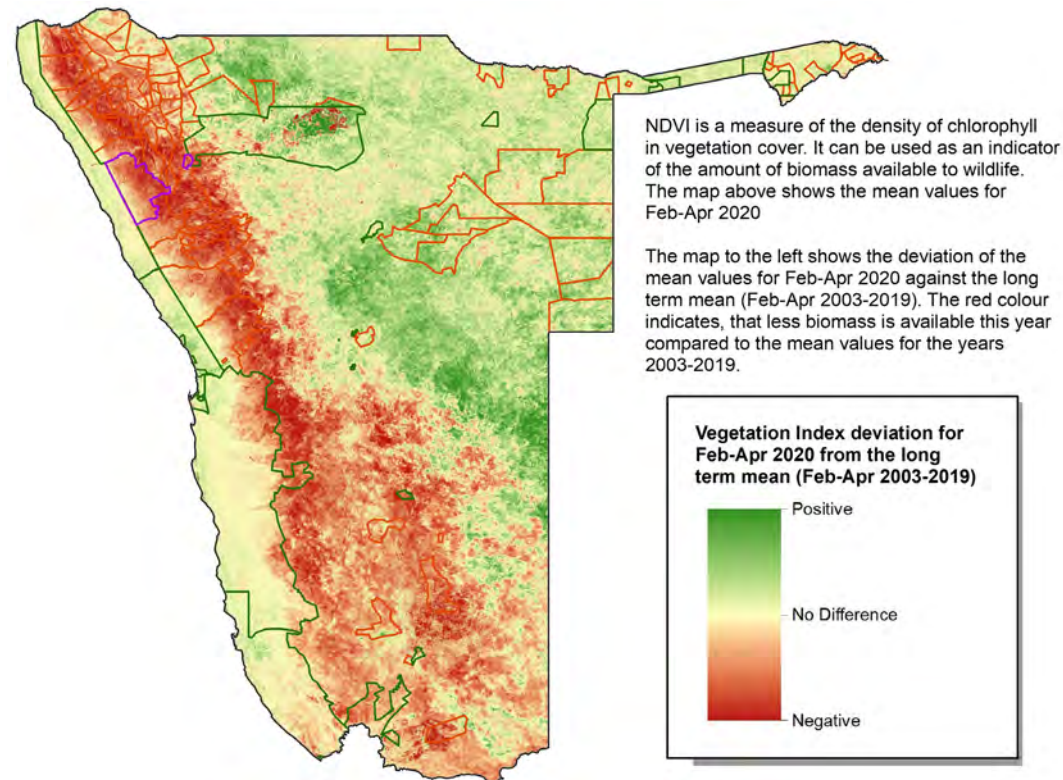 NDVI is a measure of the density of chlorophyll
in vegetation cover. It can be used as an indicator
of the amount of biomass available to wildlife.
The map above shows the mean values for
Feb-Apr 2020
The map to the left shows the deviation of the
mean values for Feb-Apr 2020 against the long
term mean (Feb-Apr 2003-2019). The red colour
indicates, that less biomass is available this year
compared to the mean values for the years
2003-2019.
Vegetation Index deviation for
Feb-Apr 2020 from the long
term mean (Feb-Apr 2003-2019)
Positive
No Difference
Negative